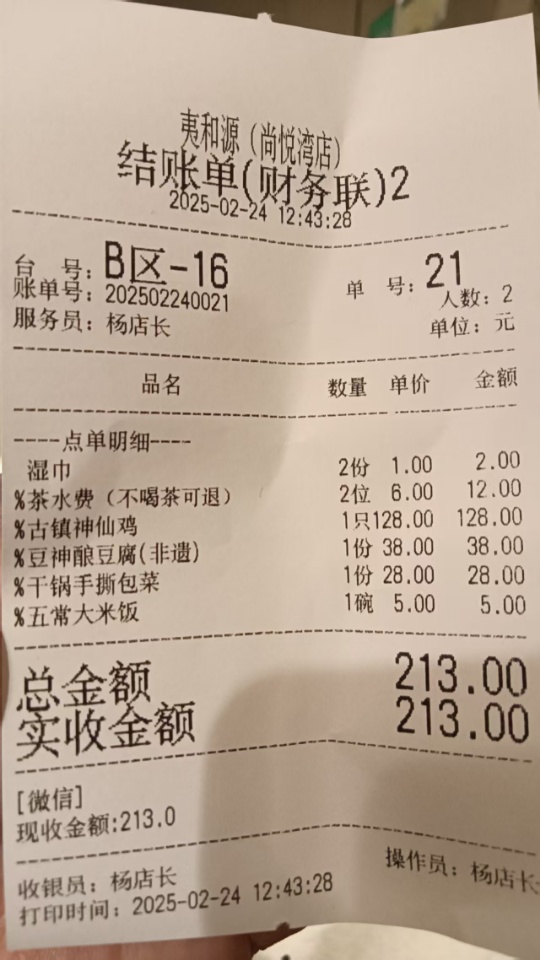 夷和源（尚悦湾店）
结账单(财务联)2
2025-02-24 12:43:28
台 号: B区-16 单 号: 21
账单号: 202502240021 人数: 2
服务员: 杨店长 单位: 元
品名 数量 单价 金额
----点单明细----
湿巾 2份 1.00 2.00
%茶水费（不喝茶可退） 2位 6.00 12.00
%古镇神仙鸡 1只128.00 128.00
%豆神酿豆腐(非遗) 1份 38.00 38.00
%干锅手撕包菜 1份 28.00 28.00
%五常大米饭 1碗 5.00 5.00
总金额 213.00
实收金额 213.00
[微信]
现收金额:213.0
收银员: 杨店长 操作员: 杨店长
打印时间: 2025-02-24 12:43:28